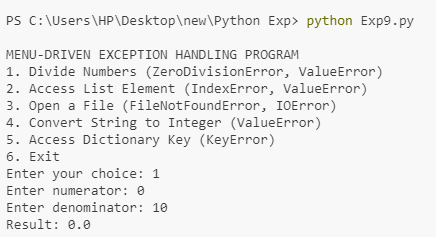 PS C:\Users\HP\Desktop\new\Python Exp> python Exp9.py
MENU-DRIVEN EXCEPTION HANDLING PROGRAM
1. Divide Numbers (ZeroDivisionError, ValueError)
2. Access List Element (IndexError, ValueError)
3. Open a File (FileNotFoundError, IOError)
4. Convert String to Integer (ValueError)
5. Access Dictionary Key (KeyError)
6. Exit
Enter your choice: 1
Enter numerator: 0
Enter denominator: 10
Result: 0.0